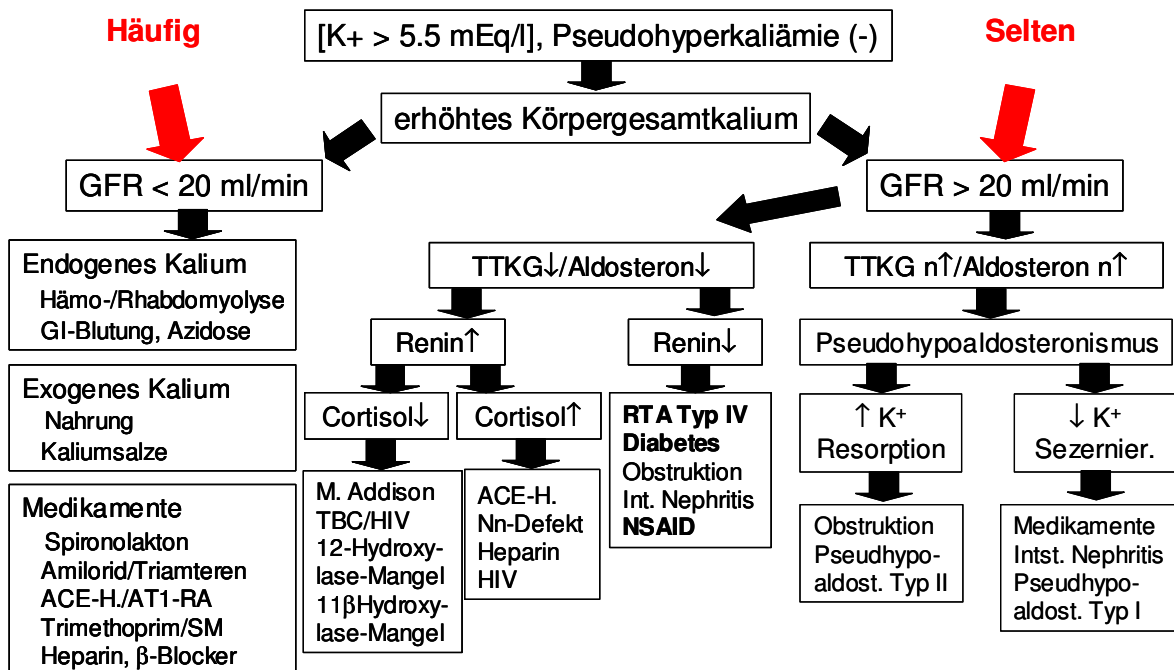 Häufig
[K+ > 5.5 mEq/l], Pseudohyperkaliämie (-)
Selten
erhöhtes Körpergesamtkalium
GFR < 20 ml/min
GFR > 20 ml/min
Endogenes Kalium
Hämo-/Rhabdomyolyse
GI-Blutung, Azidose
Exogenes Kalium
Nahrung
Kaliumsalze
Medikamente
Spironolakton
Amilorid/Triamteren
ACE-H./AT1-RA
Trimethoprim/SM
Heparin, β-Blocker
TTKG↓/Aldosteron↓
Renin↑
Cortisol↓
M. Addison
TBC/HIV
12-Hydroxy-
lase-Mangel
11βHydroxy-
lase-Mangel
Cortisol↑
ACE-H.
Nn-Defekt
Heparin
HIV
Renin↓
RTA Typ IV
Diabetes
Obstruktion
Int. Nephritis
NSAID
TTKG n↑/Aldosteron n↑
Pseudohypoaldosteronismus
↑ K+
Resorption
Obstruktion
Pseudhypo-
aldost. Typ II
↓ K+
Sezernier.
Medikamente
Intst. Nephritis
Pseudhypo-
aldost. Typ I